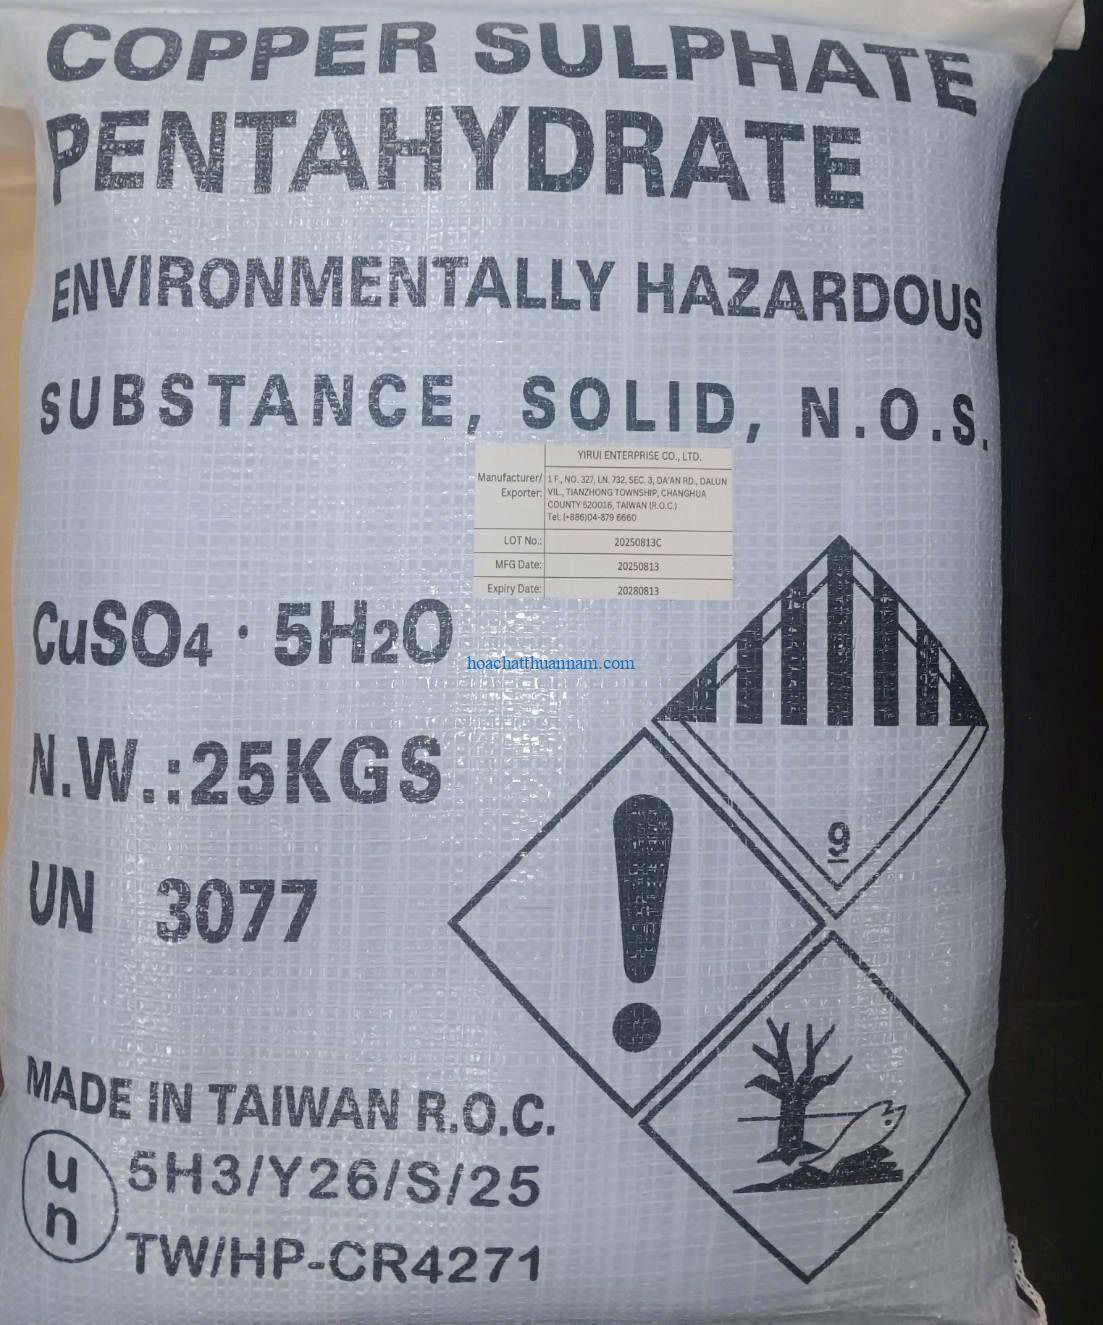 COPPER SULPHATE
PENTAHYDRATE
ENVIRONMENTALLY HAZARDOUS
SUBSTANCE, SOLID, N.O.S.
YIRUI ENTERPRISE CO., LTD.
Manufacturer/
Exporter:
1 F., NO. 327, LN. 732, SEC. 3, DA'AN RD., DALUN
VIL., TIANZHONG TOWNSHIP, CHANGHUA
COUNTY 520016, TAIWAN (R.O.C.)
Tel: (+886)04-879 6660
LOT No.: 20250813C
MFG Date: 20250813
Expiry Date: 20280813
CuSO4 · 5H2O
hoachatthuannam.com
N.W.:25KGS
9
UN 3077
MADE IN TAIWAN R.O.C.
un
5H3/Y26/S/25
TW/HP-CR4271